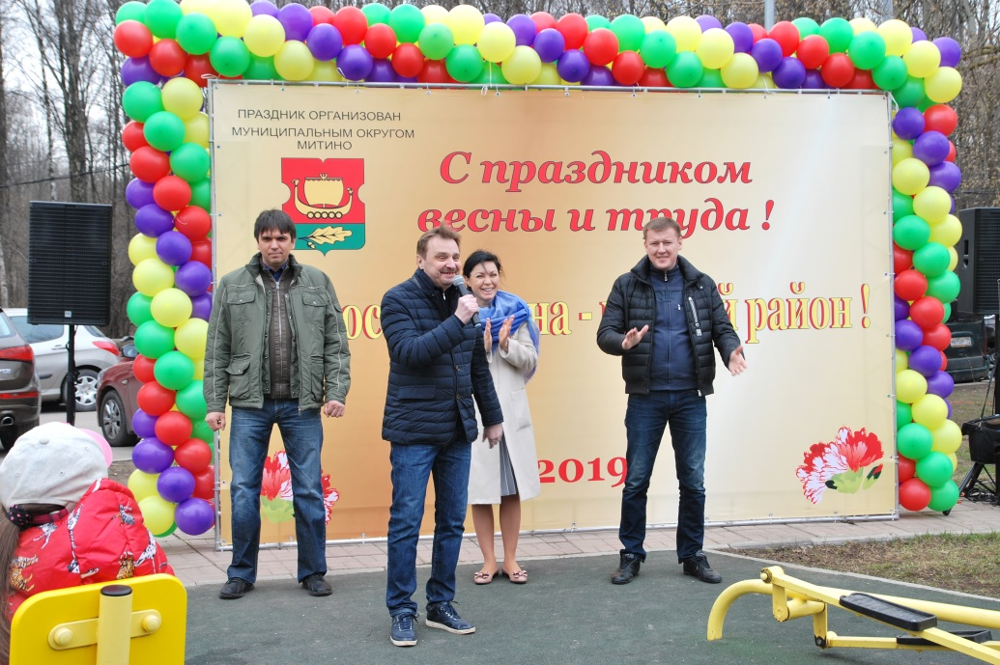 ПРАЗДНИК ОРГАНИЗОВАН
МУНИЦИПАЛЬНЫМ ОКРУГОМ
МИТИНО
С праздником
весны и труда !
район !
2019